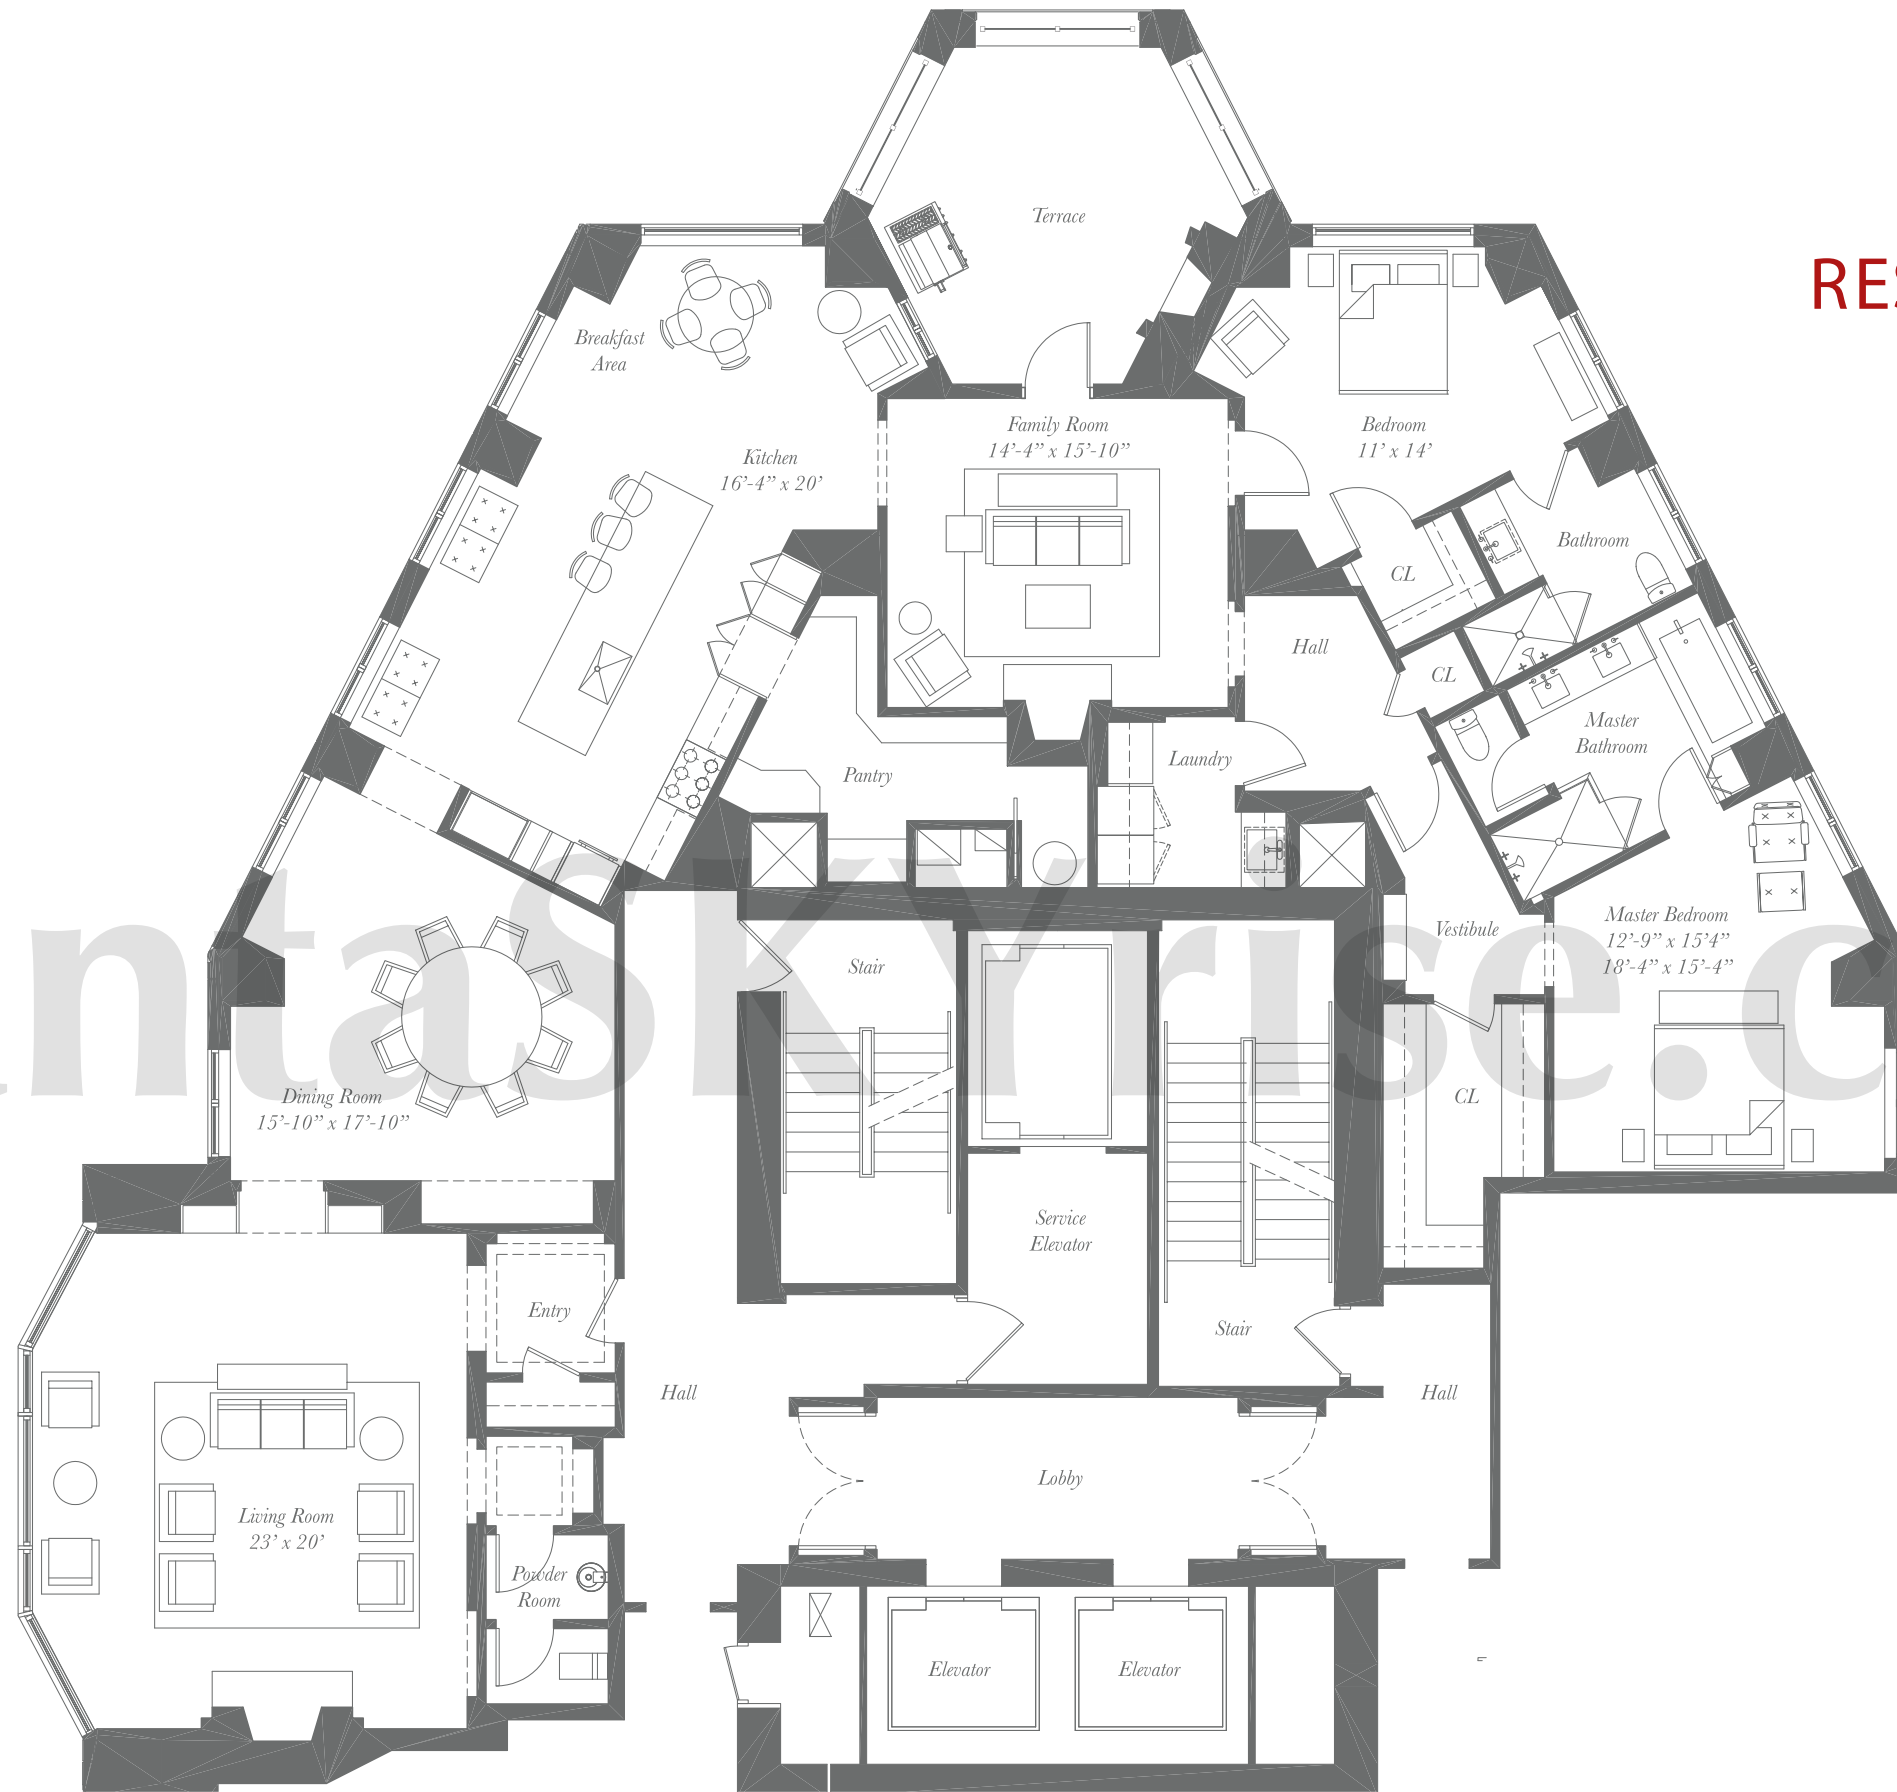 Terrace
RES
Breakfast
Area
Family Room
14’-4” x 15’-10”
Bedroom
11’ x 14’
Kitchen
16’-4” x 20’
Bathroom
CL
Hall
CL
Master
Bathroom
Laundry
Pantry
Vestibule
Master Bedroom
12’-9” x 15’4”
18’-4” x 15’-4”
Stair
ntaSKYrise.c
Dining Room
15’-10” x 17’-10”
CL
Service
Elevator
Entry
Stair
Hall
Hall
Lobby
Living Room
23’ x 20’
Powder
Room
Elevator
Elevator